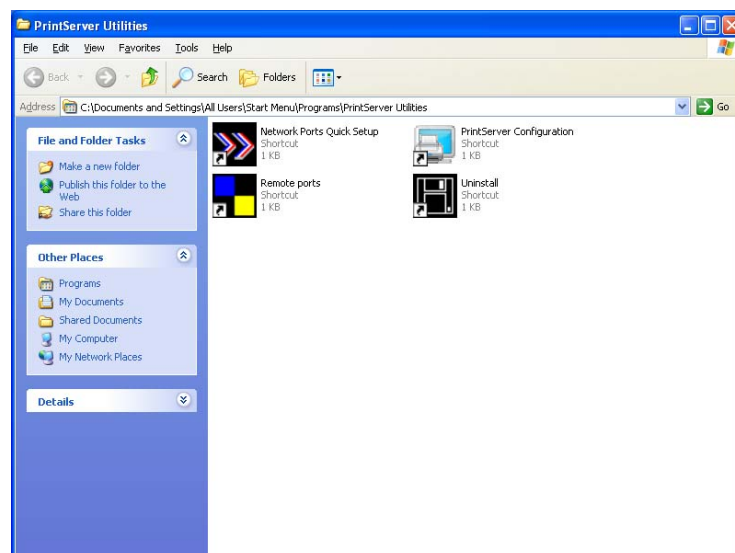 PrintServer Utilities
File Edit View Favorites Tools Help
Back Search Folders
Address C:\Documents and Settings\All Users\Start Menu\Programs\PrintServer Utilities Go
File and Folder Tasks
Make a new folder
Publish this folder to the
Web
Share this folder
Other Places
Programs
My Documents
Shared Documents
My Computer
My Network Places
Details
Network Ports Quick Setup
Shortcut
1 KB
PrintServer Configuration
Shortcut
1 KB
Remote ports
Shortcut
1 KB
Uninstall
Shortcut
1 KB